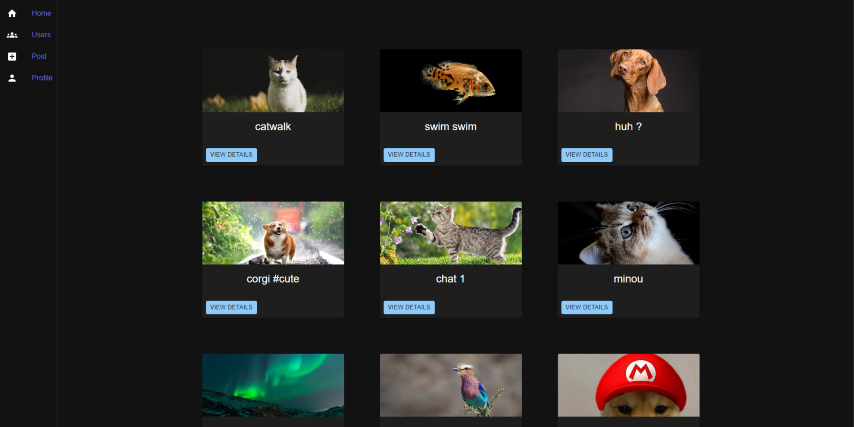 Home
Users
Post
Profile
catwalk
swim swim
huh ?
VIEW DETAILS
VIEW DETAILS
VIEW DETAILS
corgi #cute
chat 1
minou
VIEW DETAILS
VIEW DETAILS
VIEW DETAILS
M